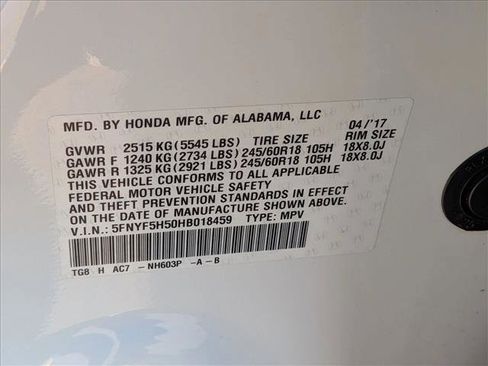 MFD. BY HONDA MFG. OF ALABAMA, LLC 04/'17
GVWR 2515 KG(5545 LBS) TIRE SIZE RIM SIZE
GAWR F 1240 KG(2734 LBS)245/60R18 105H 18X8.0J
GAWR R 1325 KG(2921 LBS)245/60R18 105H 18X8.0J
THIS VEHICLE CONFORMS TO ALL APPLICABLE
FEDERAL MOTOR VEHICLE SAFETY
AND THEFT PREVENTION STANDARDS IN EFFECT
ON THE DATE OF MANUFACTURE SHOWN ABOVE.
V.I.N.: 5FNYF5H50HB018459 TYPE: MPV
TG8 H AC7 -NH603P -A-B